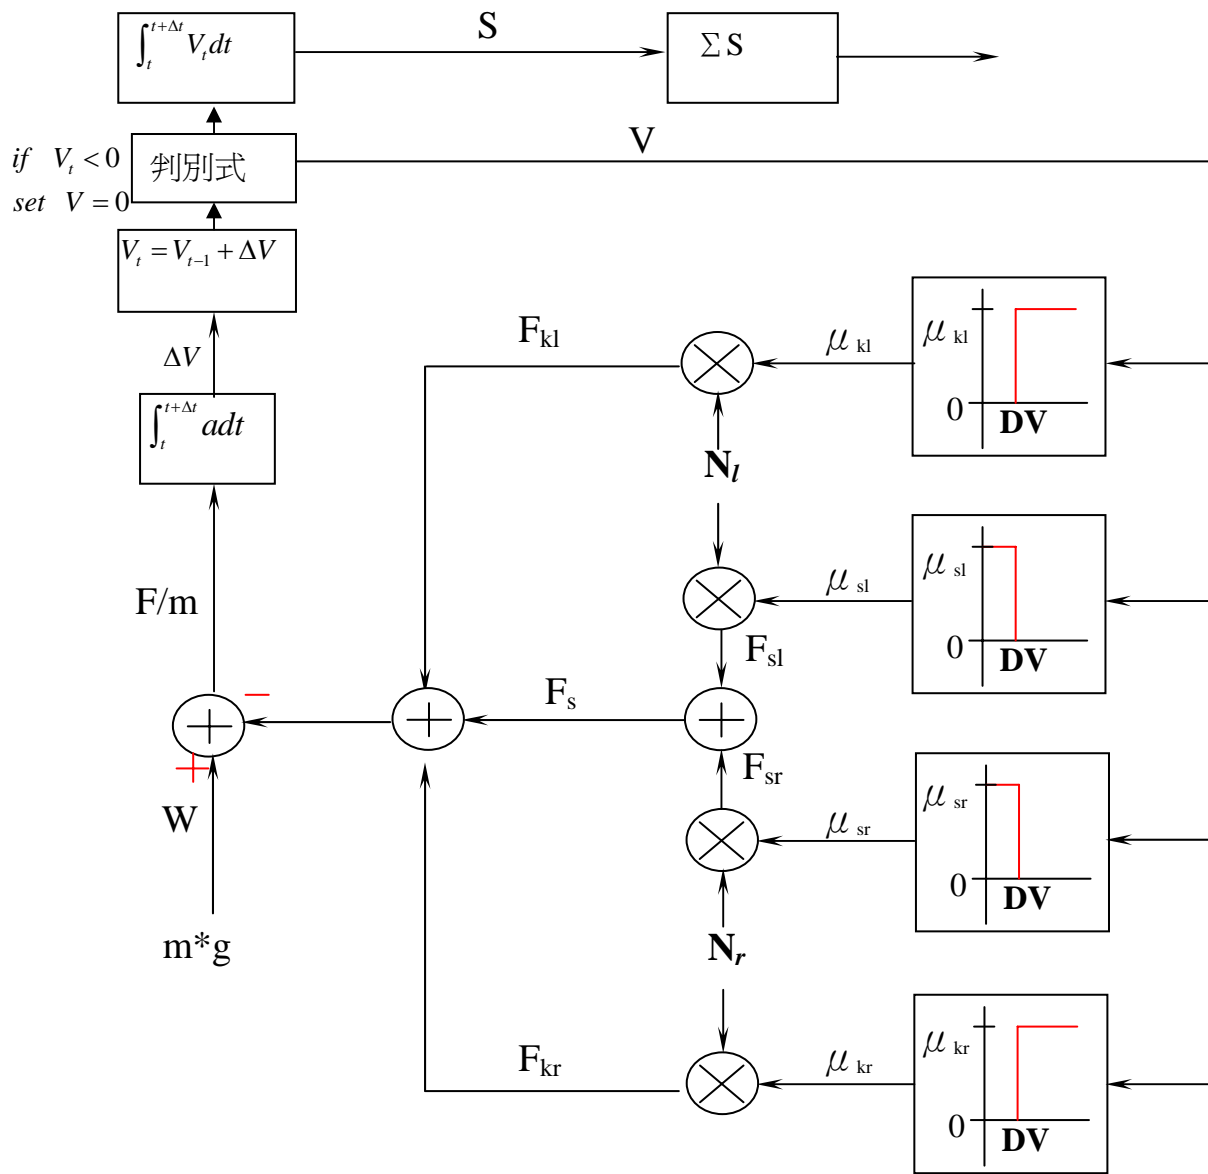 ∫_t^{t+Δt} V_t dt
S
Σ S
if V_t < 0
set V = 0
判別式
V
V_t = V_{t−1} + ΔV
ΔV
∫_t^{t+Δt} adt
F/m
−
+
W
m*g
F_kl
μ_kl
μ_kl
0
DV
N_l
μ_sl
μ_sl
0
DV
F_sl
F_s
F_sr
μ_sr
μ_sr
0
DV
N_r
F_kr
μ_kr
μ_kr
0
DV